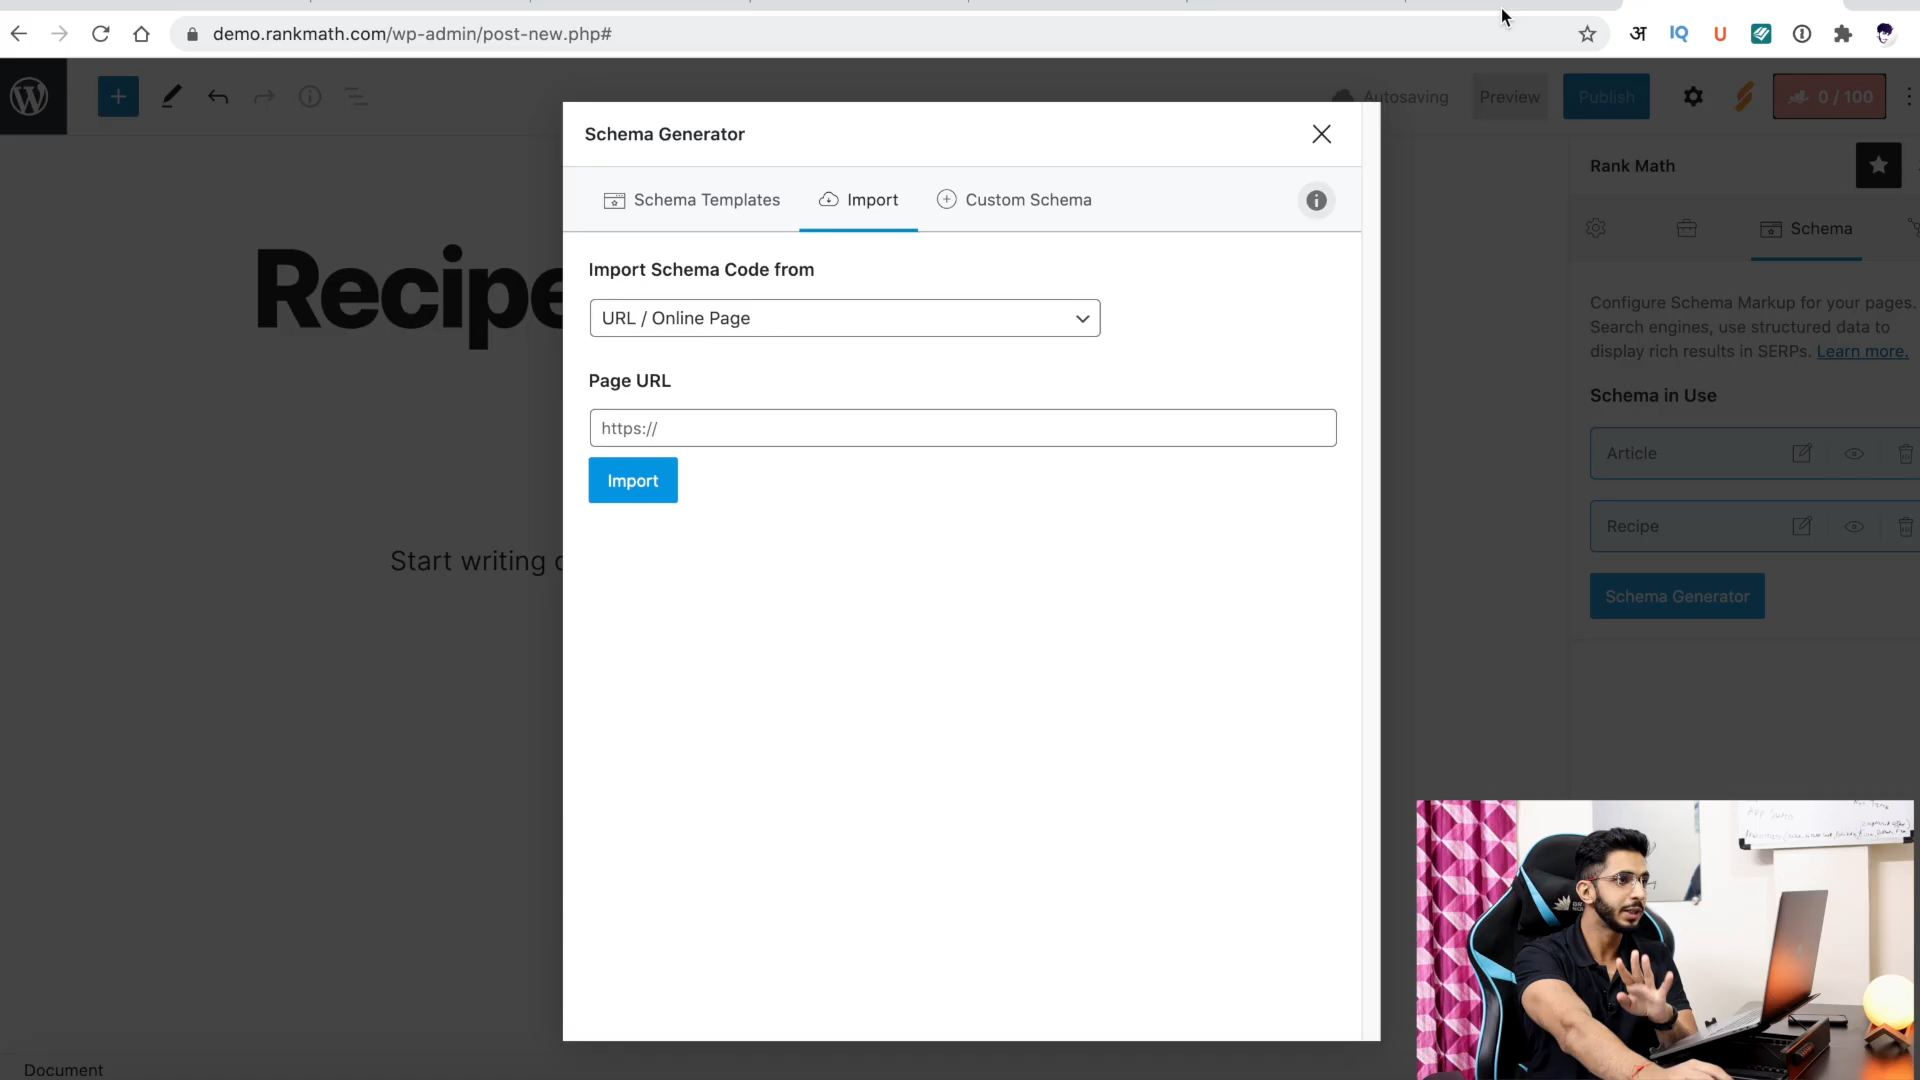 demo.rankmath.com/wp-admin/post-new.php#
अ
IQ
U
Autosaving
Preview
Publish
0 / 100
Schema Generator
Schema Templates
Import
Custom Schema
Rank Math
Schema
Recipe
Import Schema Code from
URL / Online Page
Configure Schema Markup for your pages.
Search engines, use structured data to
display rich results in SERPs. Learn more.
Page URL
https://
Schema in Use
Import
Article
Start writing
Recipe
Schema Generator
Document